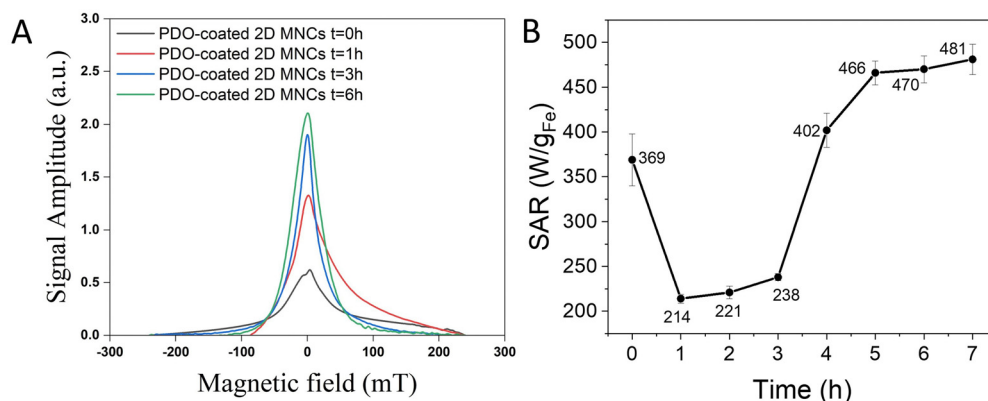 A
3.0
2.5
2.0
1.5
1.0
0.5
0.0
Signal Amplitude (a.u.)
PDO-coated 2D MNCs t=0h
PDO-coated 2D MNCs t=1h
PDO-coated 2D MNCs t=3h
PDO-coated 2D MNCs t=6h
-300 -200 -100 0 100 200 300
Magnetic field (mT)
B
500
450
400
350
300
250
200
SAR (W/gFe)
369
214
221
238
402
466
470
481
0 1 2 3 4 5 6 7
Time (h)